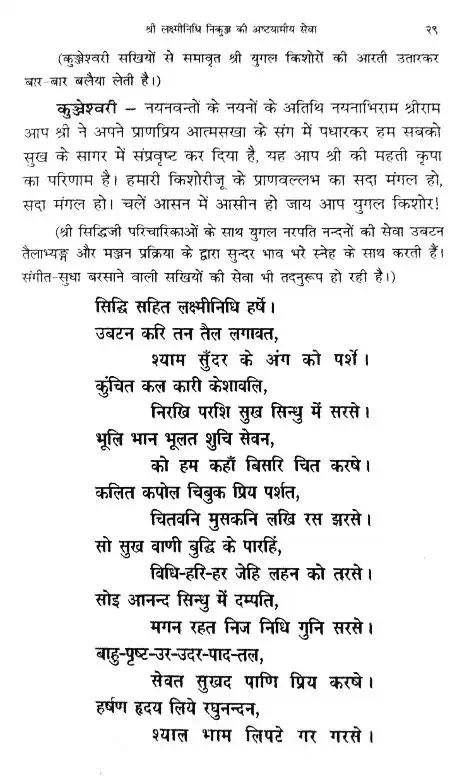 श्री लक्ष्मीनिधि निकुञ्ज की अष्टयामीय सेवा २९
(कुञ्जेश्वरी सखियों से समावृत श्री युगल किशोरों की आरती उतारकर
बार-बार बलैया लेती है।)
कुञ्जेश्वरी – नयनवन्तों के नयनों के अतिथि नयनाभिराम श्रीराम
आप श्री ने अपने प्राणप्रिय आत्मसखा के संग में पधारकर हम सबको
सुख के सागर में संप्रवृष्ट कर दिया है, यह आप श्री की महती कृपा
का परिणाम है। हमारी किशोरीजू के प्राणवल्लभ का सदा मंगल हो,
सदा मंगल हो। चलें आसन में आसीन हो जाय आप युगल किशोर!
(श्री सिद्धिजी परिचारिकाओं के साथ युगल नरपति नन्दनों की सेवा उबटन
तैलाभ्यङ्ग और मञ्जन प्रक्रिया के द्वारा सुन्दर भाव भरे स्नेह के साथ करती हैं।
संगीत-सुधा बरसाने वाली सखियों की सेवा भी तदनुरूप हो रही है।)
सिद्धि सहित लक्ष्मीनिधि हर्षे।
उबटन करि तन तैल लगावत,
श्याम सुँदर के अंग को पर्शे।
कुंचित कल कारी केशावलि,
निरखि परशि सुख सिन्धु में सरसे।
भूलि भान भूलत शुचि सेवन,
को हम कहाँ बिसरि चित करषे।
कलित कपोल चिबुक प्रिय पर्शत,
चितवनि मुसकनि लखि रस झरसे।
सो सुख वाणी बुद्धि के पारहिं,
विधि-हरि-हर जेहि लहन को तरसे।
सोइ आनन्द सिन्धु में दम्पति,
मगन रहत निज निधि गुनि सरसे।
बाहु-पृष्ट-उर-उदर-पाद-तल,
सेवत सुखद पाणि प्रिय करषे।
हर्षण हृदय लिये रघुनन्दन,
श्याल भाम लिपटे गर गरसे।